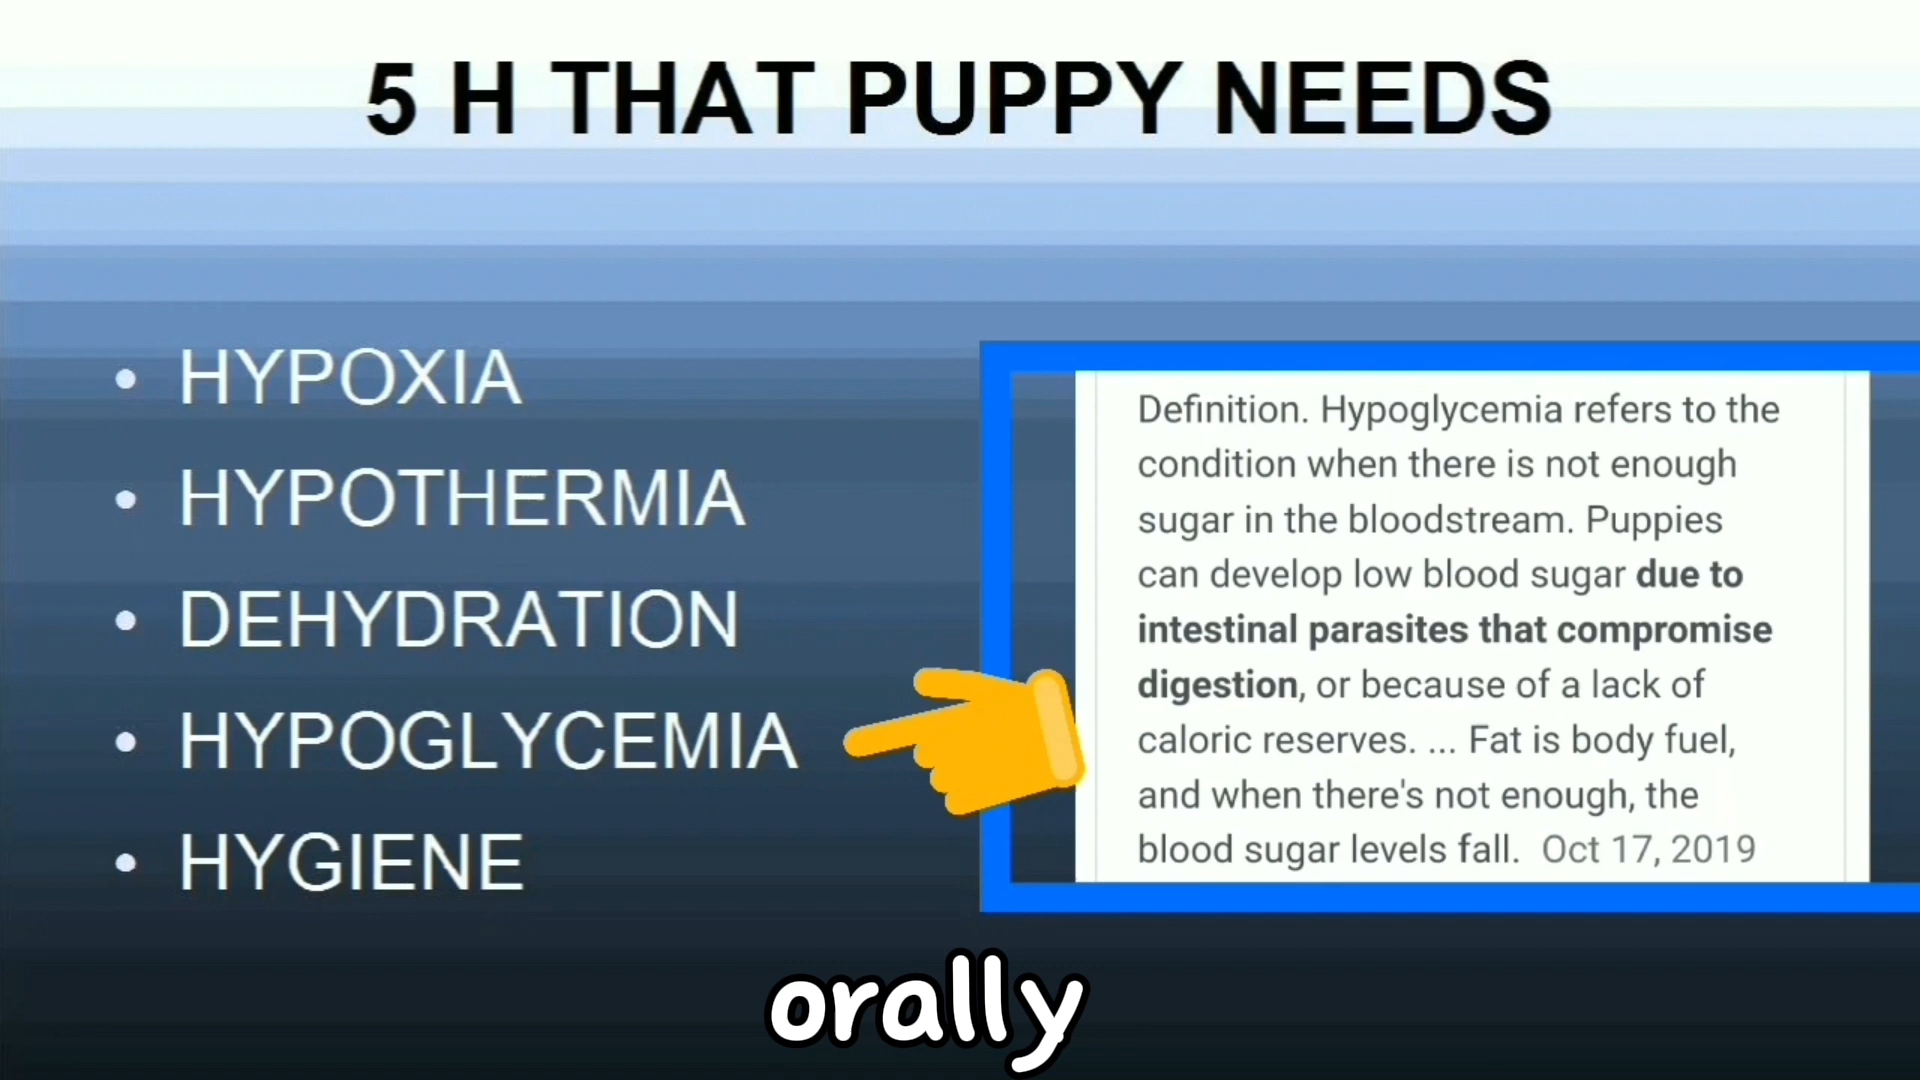 5 H THAT PUPPY NEEDS
• HYPOXIA
• HYPOTHERMIA
• DEHYDRATION
• HYPOGLYCEMIA
• HYGIENE
Definition. Hypoglycemia refers to the
condition when there is not enough
sugar in the bloodstream. Puppies
can develop low blood sugar due to
intestinal parasites that compromise
digestion, or because of a lack of
caloric reserves. ... Fat is body fuel,
and when there's not enough, the
blood sugar levels fall. Oct 17, 2019
orally